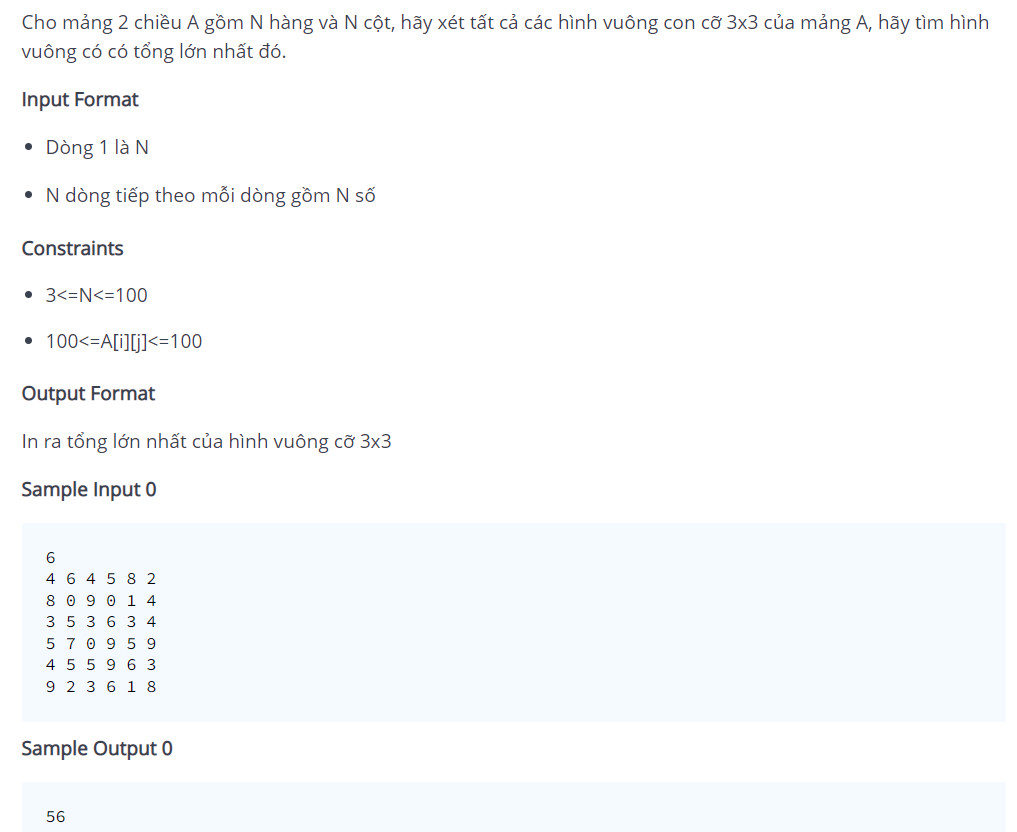 Cho mảng 2 chiều A gồm N hàng và N cột, hãy xét tất cả các hình vuông con cỡ 3x3 của mảng A, hãy tìm hình
vuông có có tổng lớn nhất đó.
Input Format
• Dòng 1 là N
• N dòng tiếp theo mỗi dòng gồm N số
Constraints
• 3<=N<=100
• 100<=A[i][j]<=100
Output Format
In ra tổng lớn nhất của hình vuông cỡ 3x3
Sample Input 0
6
4 6 4 5 8 2
8 0 9 0 1 4
3 5 3 6 3 4
5 7 0 9 5 9
4 5 5 9 6 3
9 2 3 6 1 8
Sample Output 0
56